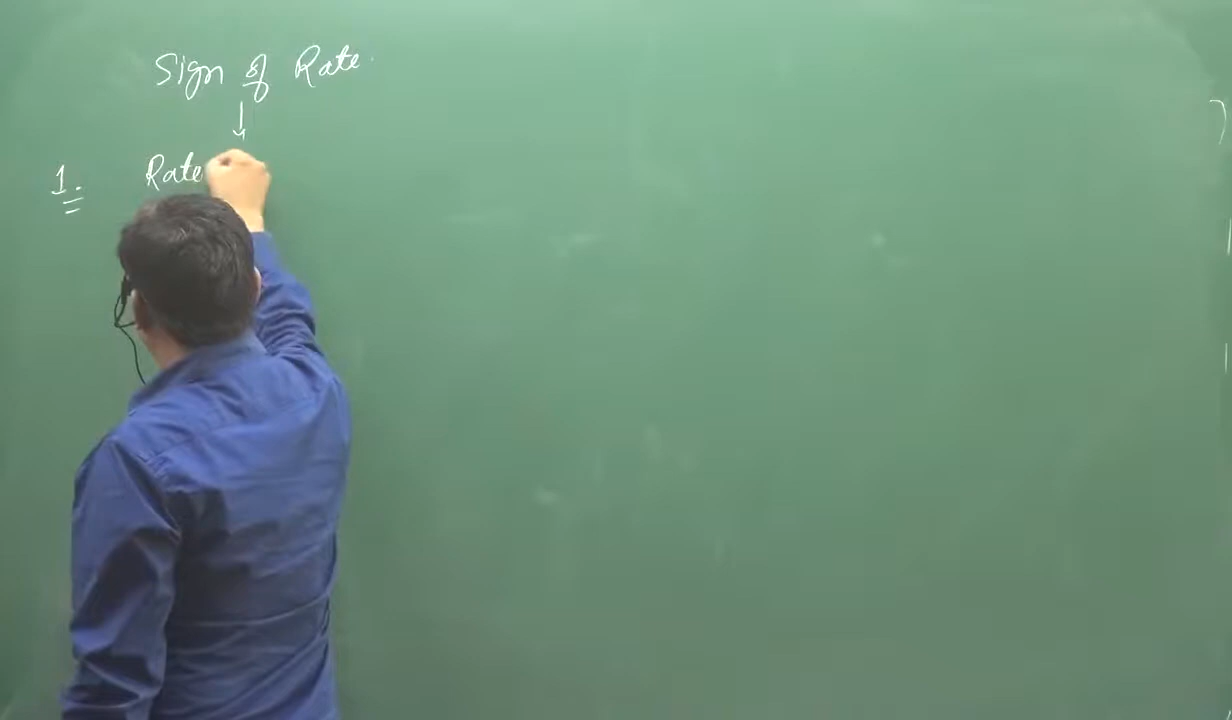 Sign of Rate.
↓
1. Rate